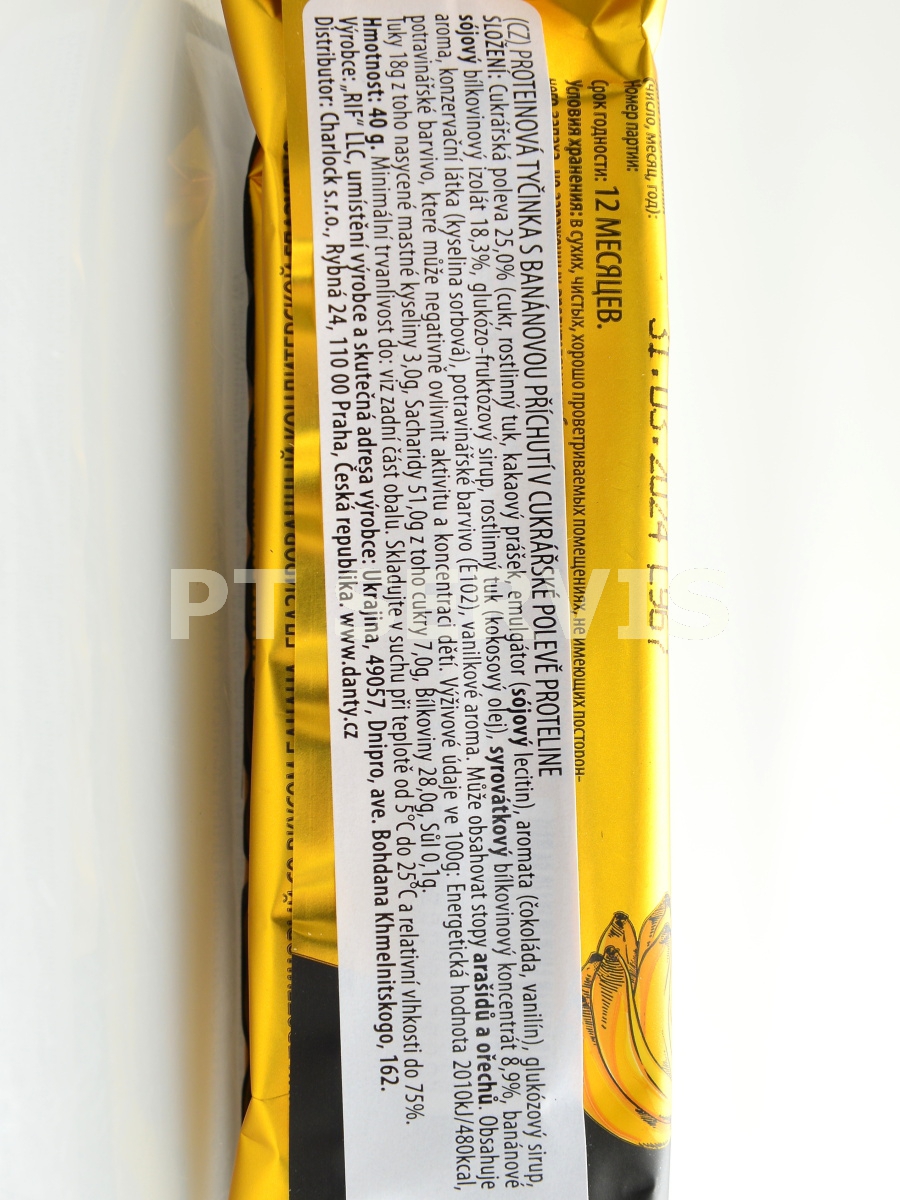 (число, месяц, год):
Номер партии:
Срок годности: 12 МЕСЯЦЕВ.
Условия хранения: в сухих, чистых, хорошо проветриваемых помещениях, не имеющих посторон-
31.03.2024
(CZ) PROTEINOVÁ TYČINKA S BANÁNOVOU PŘÍCHUTÍ V CUKRÁŘSKÉ POLEVĚ PROTELINE
SLOŽENÍ: Cukrářská poleva 25,0% (cukr, rostlinný tuk, kakaový prášek, emulgátor (sójový lecitin), aromata (čokoláda, vanilín), glukózový sirup,
sójový bílkovinový izolát 18,3%, glukózo-fruktozový sirup, rostlinný tuk (kokosový olej), syrovátkový bílkovinový koncentrát 8,9%, banánové
aroma, konzervační látka (kyselina sorbová), potravinářské barvivo (E102), vanilkové aroma. Může obsahovat stopy arašídů a ořechů. Obsahuje
potravinářské barvivo, které může negativně ovlivnit aktivitu a koncentraci dětí. Výživové údaje ve 100g: Energetická hodnota 2010kJ/480kcal,
Tuky 18g z toho nasycené mastné kyseliny 3,0g, Sacharidy 51,0g z toho cukry 7,0g, Bílkoviny 28,0g, Sůl 0,1g.
Hmotnost: 40 g. Minimální trvanlivost do: viz zadní část obalu. Skladujte v suchu při teplotě od 5°C do 25°C a relativní vlhkosti do 75%.
Výrobce: „RIF“ LLC, umístění výrobce a skutečná adresa výrobce: Ukrajina, 49057, Dnipro, ave. Bohdana Khmelnitskogo, 162.
Distributor: Charlock s.r.o., Rybná 24, 110 00 Praha, Česká republika. www.danty.cz
PT SERVIS